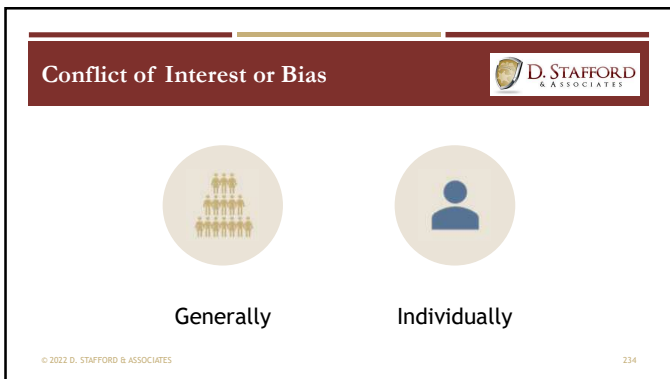 Conflict of Interest or Bias
D. STAFFORD
& ASSOCIATES
Generally
Individually
© 2022 D. STAFFORD & ASSOCIATES
234